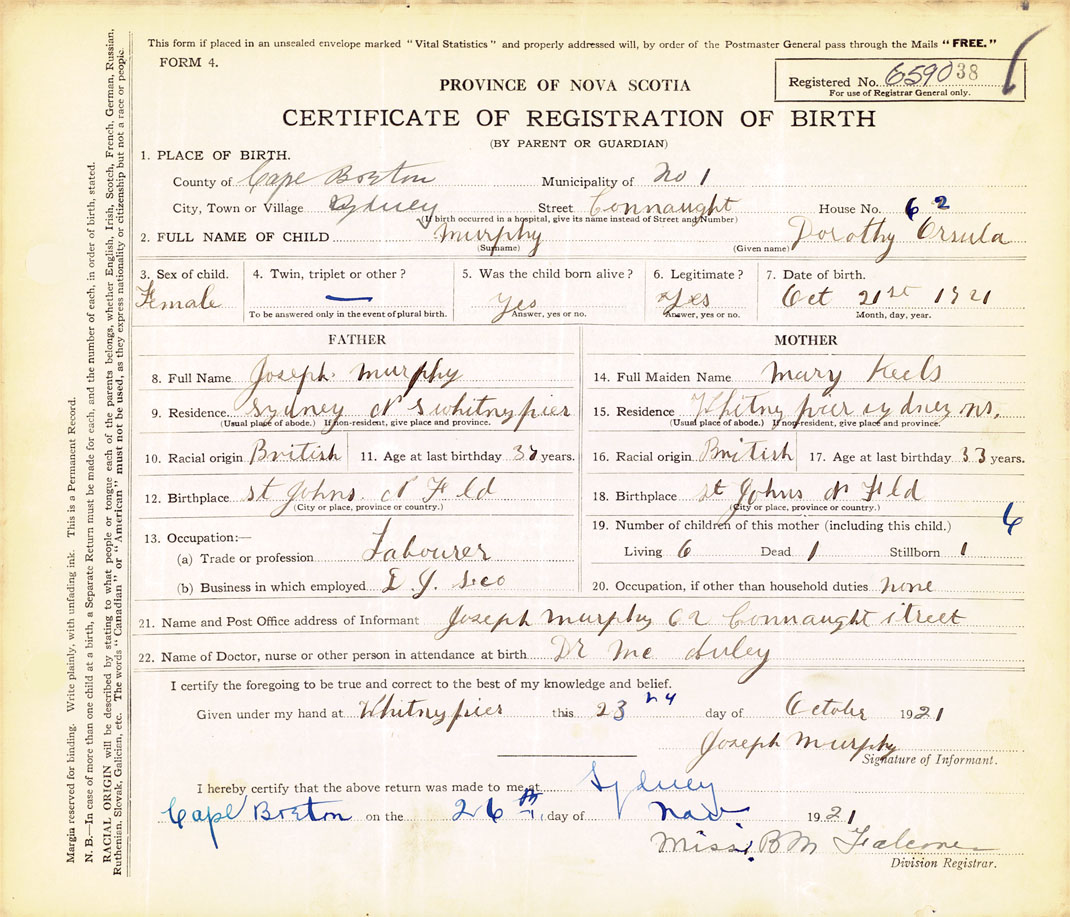 This form if placed in an unsealed envelope marked "Vital Statistics" and properly addressed will, by order of the Postmaster General pass through the Mails "FREE."
FORM 4.
Registered No. 6590 38
For use of Registrar General only.
PROVINCE OF NOVA SCOTIA
CERTIFICATE OF REGISTRATION OF BIRTH
(BY PARENT OR GUARDIAN)
1. PLACE OF BIRTH.
County of Cape Breton Municipality of No 1
City, Town or Village Sydney Street Connaught House No. 62
(If birth occurred in a hospital, give its name instead of Street and Number)
2. FULL NAME OF CHILD Murphy Dorothy Orsula
(Surname) (Given name)
3. Sex of child. 4. Twin, triplet or other? 5. Was the child born alive? 6. Legitimate? 7. Date of birth.
Female — Yes Yes Oct 21st 1921
To be answered only in the event of plural birth. Answer, yes or no. Answer, yes or no. Month, day, year.
FATHER
8. Full Name Joseph Murphy
9. Residence Sydney N S whitnypier
(Usual place of abode.) If non-resident, give place and province.
10. Racial origin British 11. Age at last birthday years.
12. Birthplace st Johns N Fld
(City or place, province or country.)
13. Occupation:—
(a) Trade or profession Labourer
(b) Business in which employed
MOTHER
14. Full Maiden Name Mary
15. Residence Whitny pier sydney ns.
(Usual place of abode.) If non-resident, give place and province.
16. Racial origin British 17. Age at last birthday 33 years.
18. Birthplace st Johns N Fld
(City or place, province or country.)
19. Number of children of this mother (including this child.) 6
Living 6 Dead 1 Stillborn 1
20. Occupation, if other than household duties none
21. Name and Post Office address of Informant Joseph Murphy 62 Connaught street
22. Name of Doctor, nurse or other person in attendance at birth. Dr Mc
I certify the foregoing to be true and correct to the best of my knowledge and belief.
Given under my hand at Whitnypier this 23 day of October 1921
Joseph Murphy
Signature of Informant.
I hereby certify that the above return was made to me at Sydney
Cape Breton on the 26th day of Nov 1921
Miss B M Falconer
Division Registrar.
Margin reserved for binding. Write plainly, with unfading ink. This is a Permanent Record.
N. B.—In case of more than one child at a birth, a Separate Return must be made for each, and the number of each, in order of birth, stated.
RACIAL ORIGIN will be described by stating to what people or tongue each of the parents belongs, whether English, Irish, Scotch, French, German, Russian,
Ruthenian, Slovak, Galician, etc. The words "Canadian" or "American" must not be used, as they express nationality or citizenship but not a race or people.